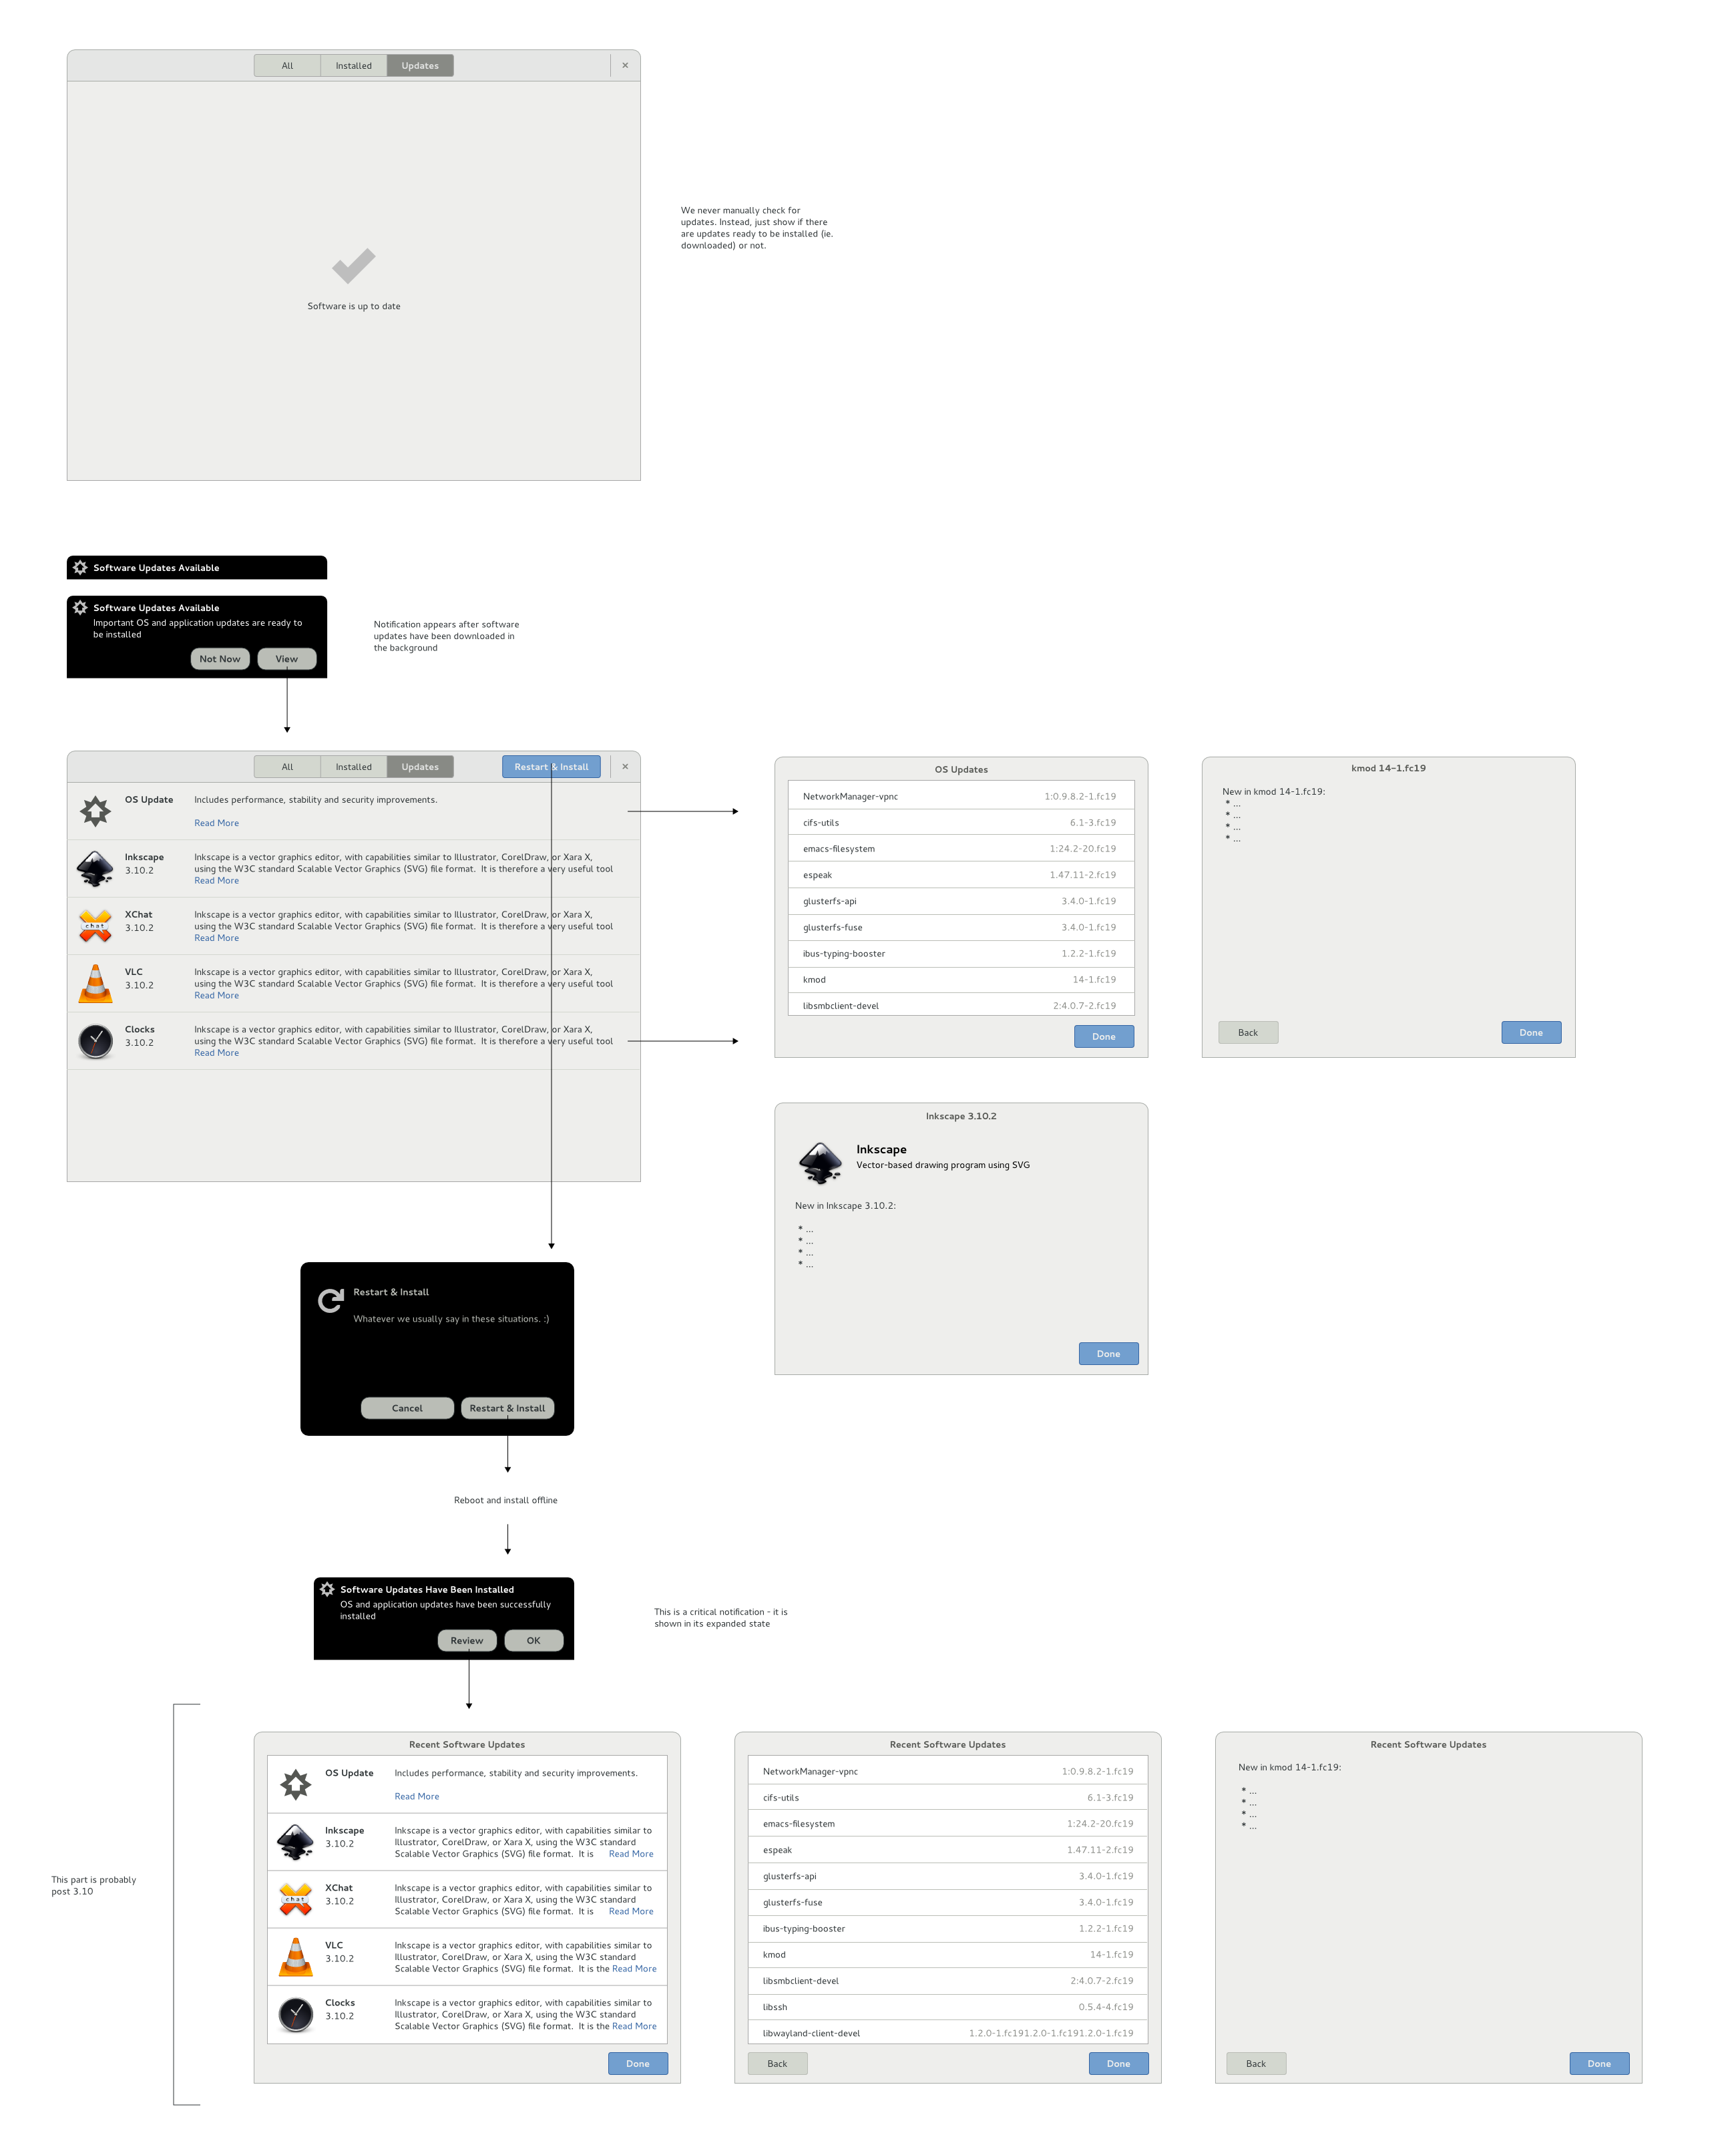 All
Installed
Updates
×
We never manually check for
updates. Instead, just show if there
are updates ready to be installed (ie.
downloaded) or not.
Software is up to date
Software Updates Available
Software Updates Available
Important OS and application updates are ready to
be installed
Not Now
View
Notification appears after software
updates have been downloaded in
the background
All
Installed
Updates
Restart & Install
×
OS Update
Includes performance, stability and security improvements.
Read More
Inkscape
3.10.2
Inkscape is a vector graphics editor, with capabilities similar to Illustrator, CorelDraw, or Xara X,
using the W3C standard Scalable Vector Graphics (SVG) file format.  It is therefore a very useful tool
Read More
XChat
3.10.2
chat
Inkscape is a vector graphics editor, with capabilities similar to Illustrator, CorelDraw, or Xara X,
using the W3C standard Scalable Vector Graphics (SVG) file format.  It is therefore a very useful tool
Read More
VLC
3.10.2
Inkscape is a vector graphics editor, with capabilities similar to Illustrator, CorelDraw, or Xara X,
using the W3C standard Scalable Vector Graphics (SVG) file format.  It is therefore a very useful tool
Read More
Clocks
3.10.2
Inkscape is a vector graphics editor, with capabilities similar to Illustrator, CorelDraw, or Xara X,
using the W3C standard Scalable Vector Graphics (SVG) file format.  It is therefore a very useful tool
Read More
OS Updates
NetworkManager-vpnc 1:0.9.8.2-1.fc19
cifs-utils 6.1-3.fc19
emacs-filesystem 1:24.2-20.fc19
espeak 1.47.11-2.fc19
glusterfs-api 3.4.0-1.fc19
glusterfs-fuse 3.4.0-1.fc19
ibus-typing-booster 1.2.2-1.fc19
kmod 14-1.fc19
libsmbclient-devel 2:4.0.7-2.fc19
Done
kmod 14-1.fc19
New in kmod 14-1.fc19:
* ...
* ...
* ...
* ...
Back
Done
Inkscape 3.10.2
Inkscape
Vector-based drawing program using SVG
New in Inkscape 3.10.2:
* ...
* ...
* ...
* ...
Done
Restart & Install
Whatever we usually say in these situations. :)
Cancel
Restart & Install
Reboot and install offline
Software Updates Have Been Installed
OS and application updates have been successfully
installed
Review
OK
This is a critical notification - it is
shown in its expanded state
This part is probably
post 3.10
Recent Software Updates
OS Update
Includes performance, stability and security improvements.
Read More
Inkscape
3.10.2
Inkscape is a vector graphics editor, with capabilities similar to
Illustrator, CorelDraw, or Xara X, using the W3C standard
Scalable Vector Graphics (SVG) file format.  It is Read More
XChat
3.10.2
chat
Inkscape is a vector graphics editor, with capabilities similar to
Illustrator, CorelDraw, or Xara X, using the W3C standard
Scalable Vector Graphics (SVG) file format.  It is Read More
VLC
3.10.2
Inkscape is a vector graphics editor, with capabilities similar to
Illustrator, CorelDraw, or Xara X, using the W3C standard
Scalable Vector Graphics (SVG) file format.  It is the Read More
Clocks
3.10.2
Inkscape is a vector graphics editor, with capabilities similar to
Illustrator, CorelDraw, or Xara X, using the W3C standard
Scalable Vector Graphics (SVG) file format.  It is the Read More
Done
Recent Software Updates
NetworkManager-vpnc 1:0.9.8.2-1.fc19
cifs-utils 6.1-3.fc19
emacs-filesystem 1:24.2-20.fc19
espeak 1.47.11-2.fc19
glusterfs-api 3.4.0-1.fc19
glusterfs-fuse 3.4.0-1.fc19
ibus-typing-booster 1.2.2-1.fc19
kmod 14-1.fc19
libsmbclient-devel 2:4.0.7-2.fc19
libssh 0.5.4-4.fc19
libwayland-client-devel 1.2.0-1.fc191.2.0-1.fc191.2.0-1.fc19
Back
Done
Recent Software Updates
New in kmod 14-1.fc19:
* ...
* ...
* ...
* ...
Back
Done